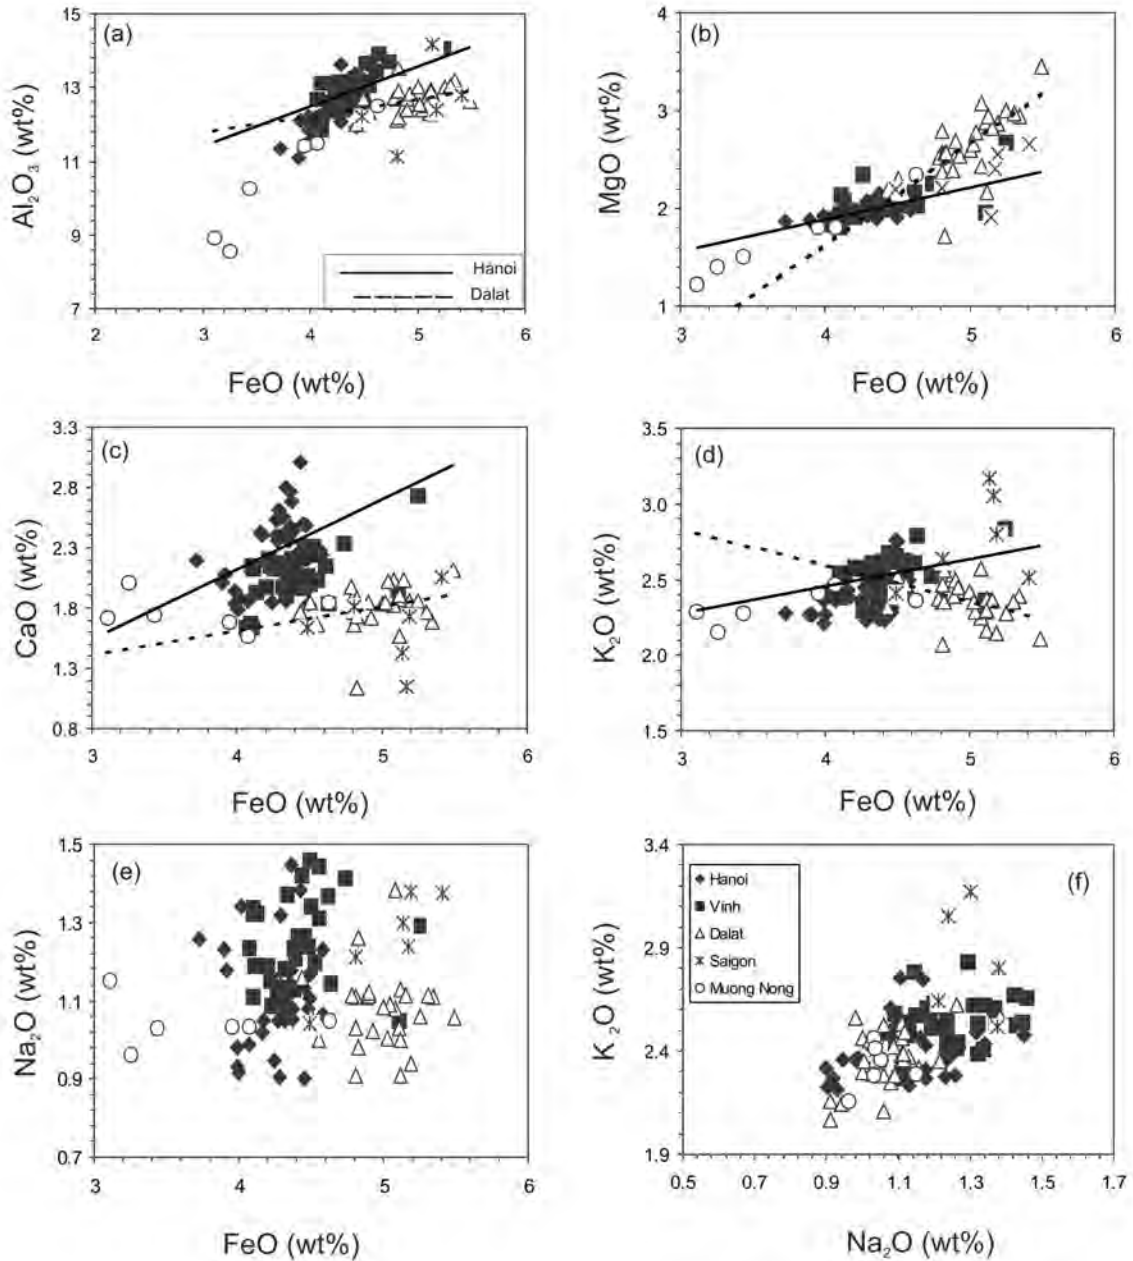 (a)
Al₂O₃ (wt%)
15
13
11
9
7
Hanoi
Dalat
2 3 4 5 6
FeO (wt%)
(b)
MgO (wt%)
4
3
2
1
3 4 5 6
FeO (wt%)
(c)
CaO (wt%)
3.3
2.8
2.3
1.8
1.3
0.8
3 4 5 6
FeO (wt%)
(d)
K₂O (wt%)
3.5
3.0
2.5
2.0
1.5
3 4 5 6
FeO (wt%)
(e)
Na₂O (wt%)
1.5
1.3
1.1
0.9
0.7
3 4 5 6
FeO (wt%)
(f)
K₂O (wt%)
3.4
2.9
2.4
1.9
Hanoi
Vinh
Dalat
Saigon
Muong Nong
0.5 0.7 0.9 1.1 1.3 1.5 1.7
Na₂O (wt%)